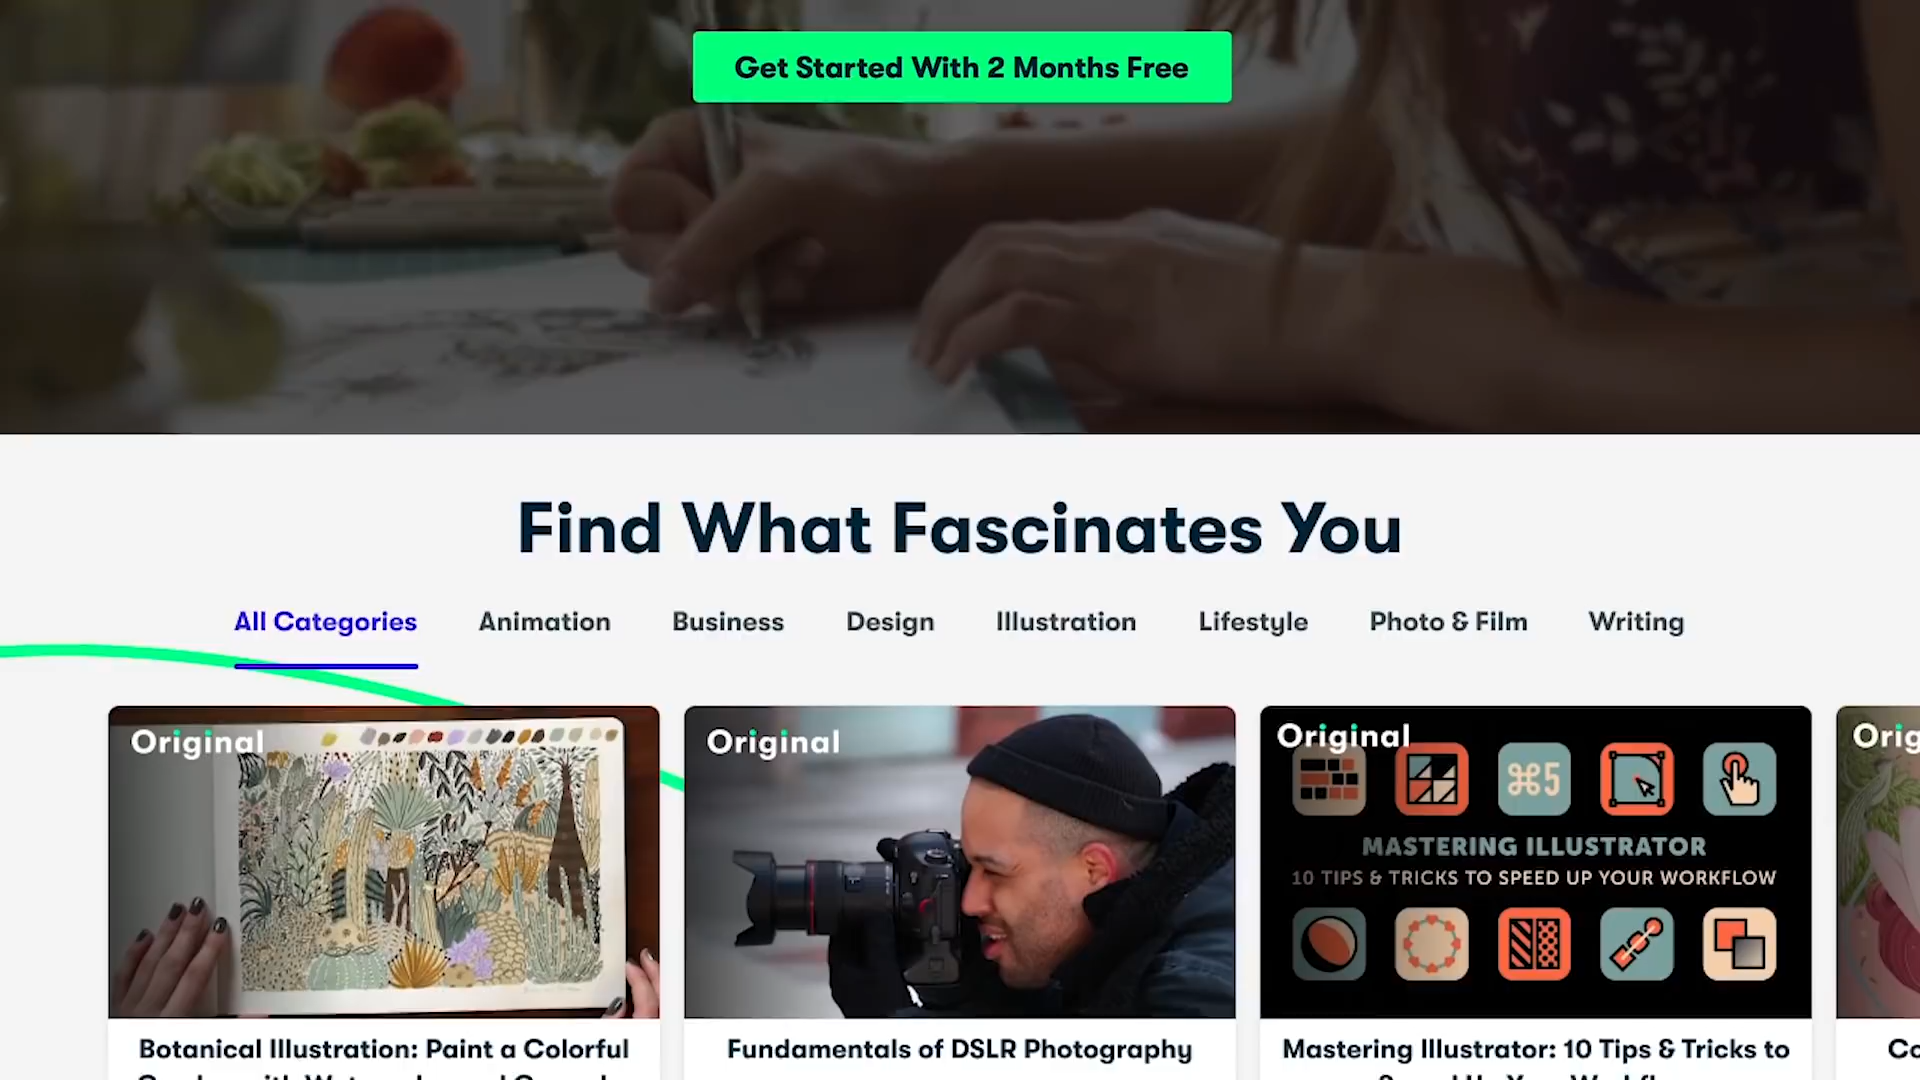 Get Started With 2 Months Free
Find What Fascinates You
All Categories Animation Business Design Illustration Lifestyle Photo & Film Writing
Original
Original
Original
Orig
⌘5
MASTERING ILLUSTRATOR
10 TIPS & TRICKS TO SPEED UP YOUR WORKFLOW
Botanical Illustration: Paint a Colorful
Fundamentals of DSLR Photography
Mastering Illustrator: 10 Tips & Tricks to